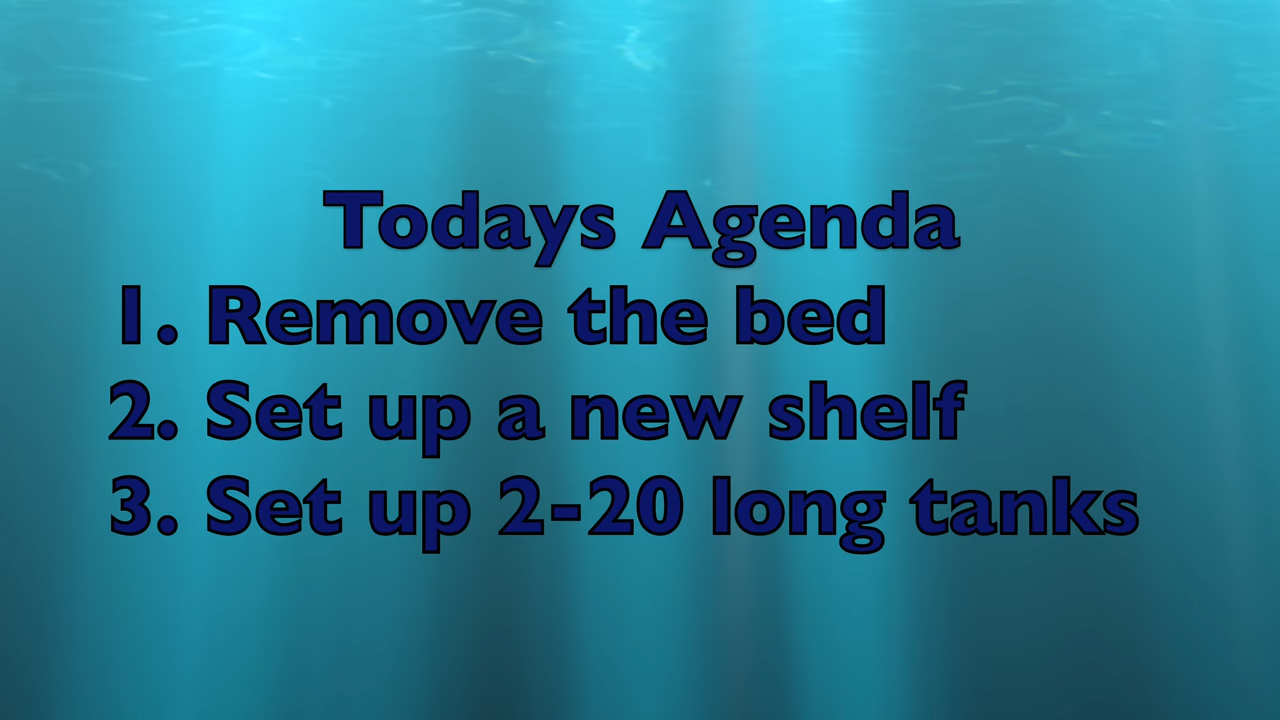 Todays Agenda
1. Remove the bed
2. Set up a new shelf
3. Set up 2-20 long tanks